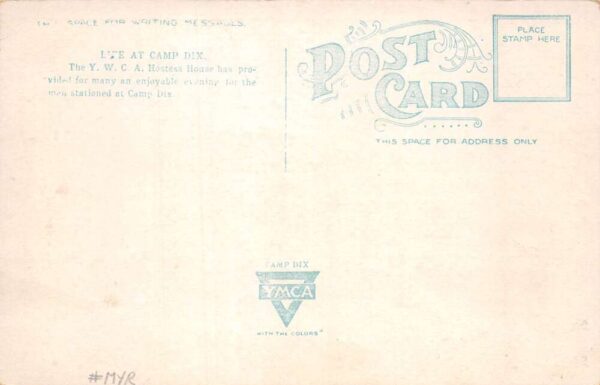 SPACE FOR WRITING MESSAGES.
LIFE AT CAMP DIX.
The Y. W. C. A. Hostess House has pro-
vided for many an enjoyable evening for the
men stationed at Camp Dix.
POST
CARD
THIS SPACE FOR ADDRESS ONLY
PLACE
STAMP HERE
CAMP DIX
YMCA
WITH THE COLORS
#MYR